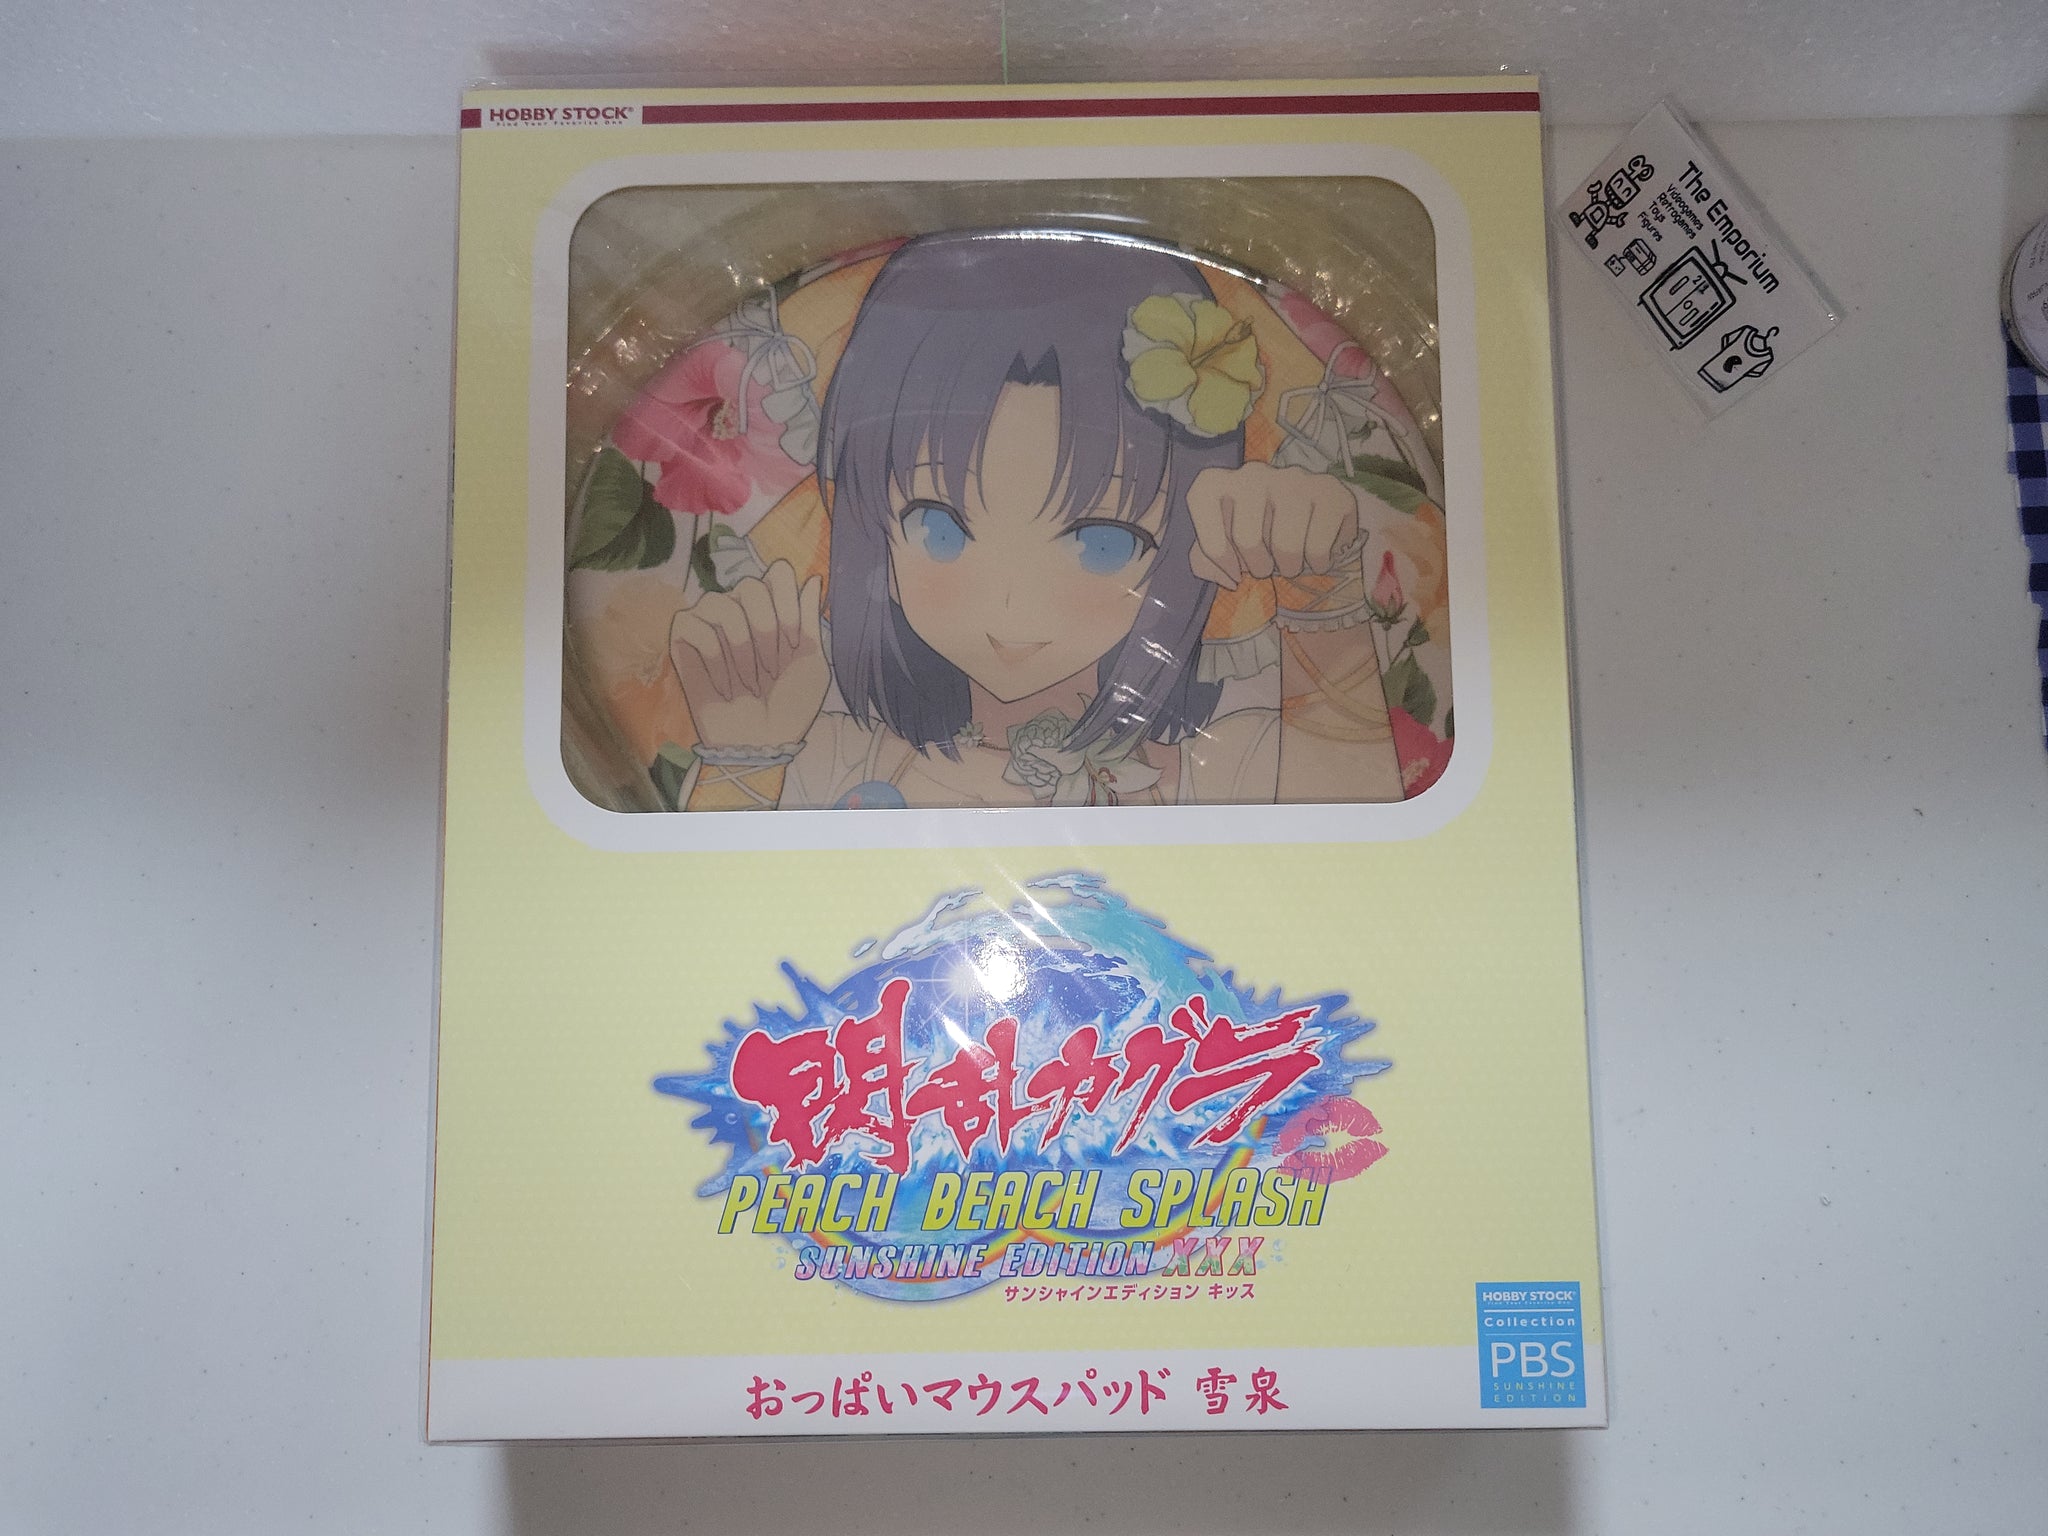 HOBBY STOCK®
Find Your Favorite One
The Emporium
Videogames
Retrogames
Toys
Figures
閃乱カグラ
PEACH BEACH SPLASH
SUNSHINE EDITION XXX
サンシャインエディション キッス
HOBBY STOCK®
Find Your Favorite One
Collection
PBS
SUNSHINE
EDITION
おっぱいマウスパッド 雪泉